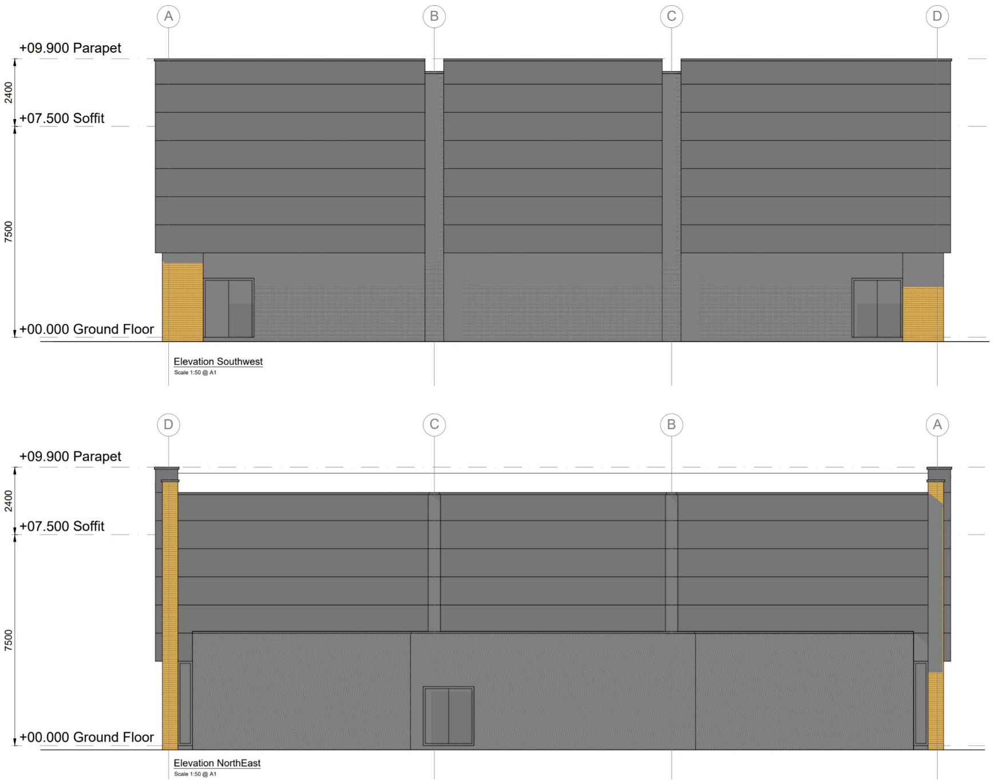 A B C D
+09.900 Parapet
2400
+07.500 Soffit
7500
+00.000 Ground Floor
Elevation Southwest
Scale 1:50 @ A1
D C B A
+09.900 Parapet
2400
+07.500 Soffit
7500
+00.000 Ground Floor
Elevation NorthEast
Scale 1:50 @ A1